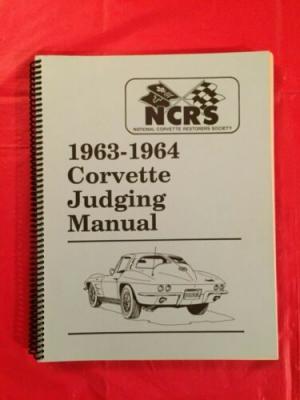 NCRS
NATIONAL CORVETTE RESTORERS SOCIETY
1963-1964
Corvette
Judging
Manual